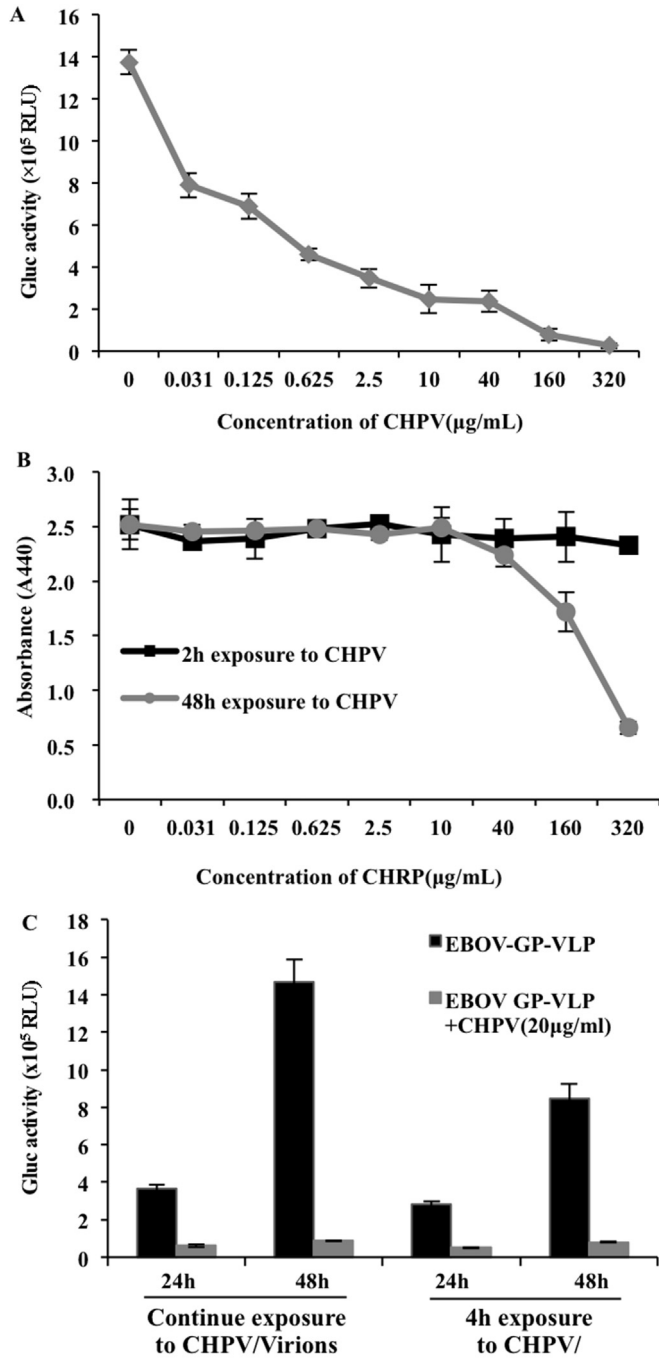 A
Gluc activity (×10⁵ RLU)
16
14
12
10
8
6
4
2
0
0 0.031 0.125 0.625 2.5 10 40 160 320
Concentration of CHPV(µg/mL)
B
Absorbance (A440)
3.0
2.5
2.0
1.5
1.0
0.5
0.0
2h exposure to CHPV
48h exposure to CHPV
0 0.031 0.125 0.625 2.5 10 40 160 320
Concentration of CHRP(µg/mL)
C
Gluc activity (x10⁵ RLU)
18
16
14
12
10
8
6
4
2
0
EBOV-GP-VLP
EBOV GP-VLP
+CHPV(20µg/ml)
24h 48h 24h 48h
Continue exposure
to CHPV/Virions
4h exposure
to CHPV/